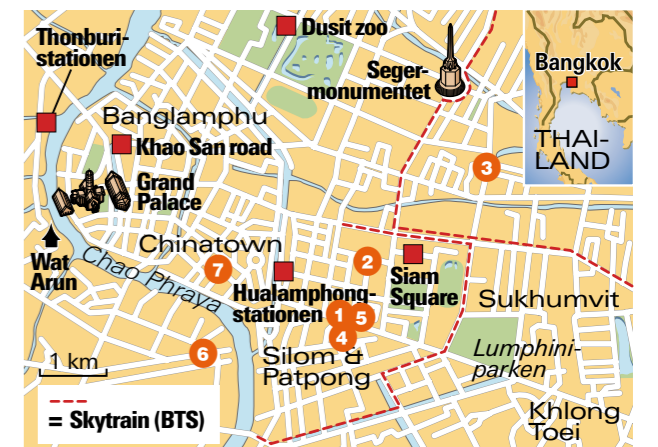 Thonburi-
stationen
Dusit zoo
Seger-
monumentet
Bangkok
THAI-
LAND
Banglamphu
Khao San road
3
Grand
Palace
Wat
Arun
Chao Phraya
Chinatown
7
2
Siam
Square
Hualamphong-
stationen
1
5
4
Sukhumvit
6
Silom &
Patpong
Lumphini-
parken
1 km
Khlong
Toei
= Skytrain (BTS)